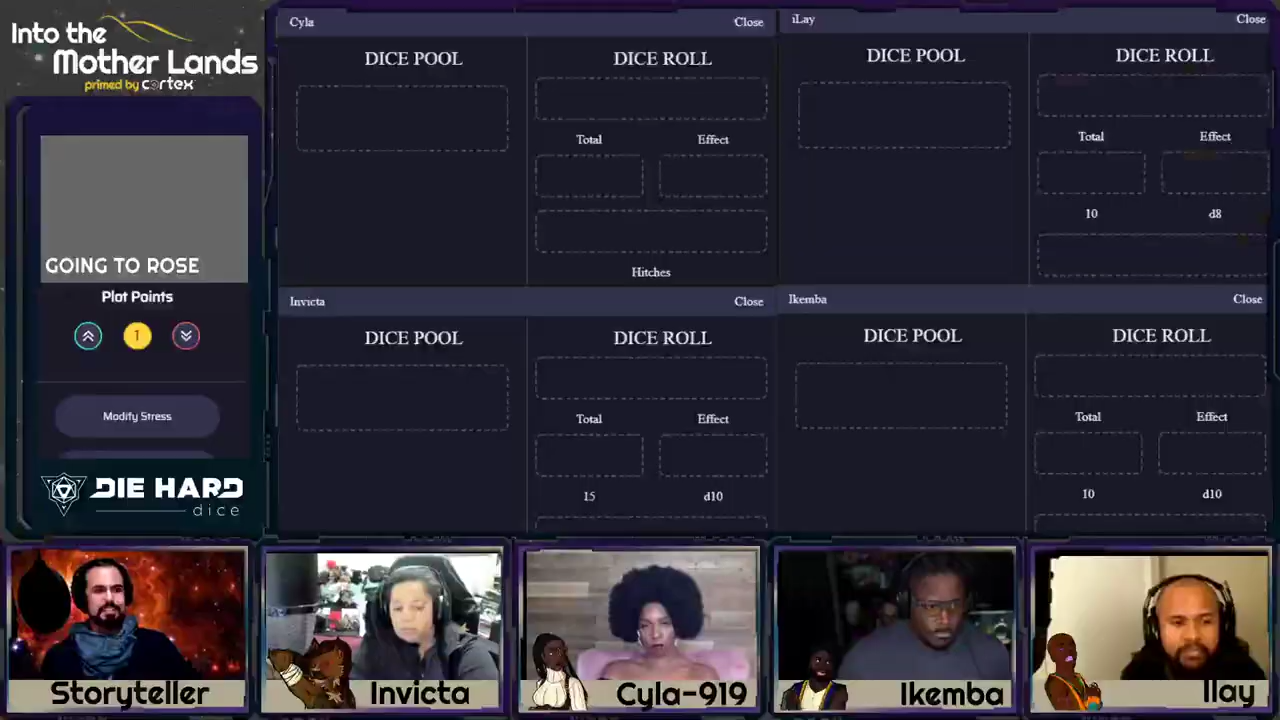 Into the
Mother Lands
primed by cortex
GOING TO ROSE
Plot Points
1
Modify Stress
DIE HARD
dice
Cyla
Close
DICE POOL
DICE ROLL
Total
Effect
Hitches
iLay
Close
DICE POOL
DICE ROLL
Total
Effect
10
d8
Invicta
Close
DICE POOL
DICE ROLL
Total
Effect
15
d10
Ikemba
Close
DICE POOL
DICE ROLL
Total
Effect
10
d10
Storyteller
Invicta
Cyla-919
Ikemba
Ilay